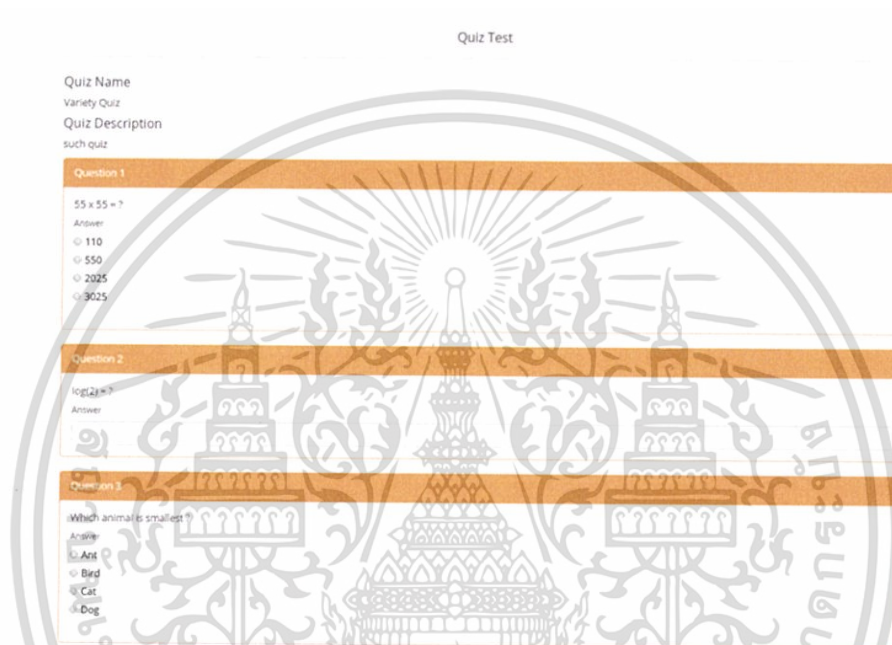 Quiz Test
Quiz Name
Variety Quiz
Quiz Description
such quiz
Question 1
55 x 55 = ?
Answer
110
550
2025
3025
Question 2
log(2) = ?
Answer
Question 3
Which animal is smallest ?
Answer
Ant
Bird
Cat
Dog